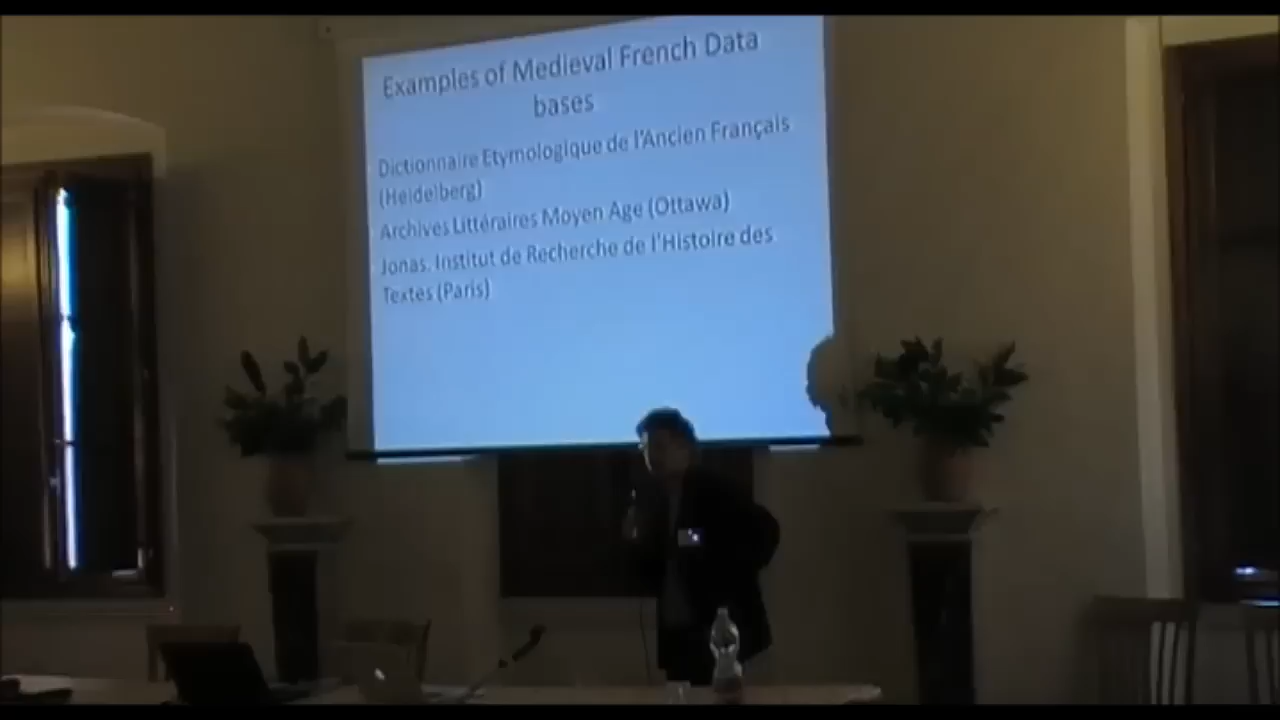 Examples of Medieval French Data
bases
Dictionnaire Etymologique de l'Ancien Français
(Heidelberg)
Archives Littéraires Moyen Age (Ottawa)
Jonas. Institut de Recherche de l'Histoire des
Textes (Paris)